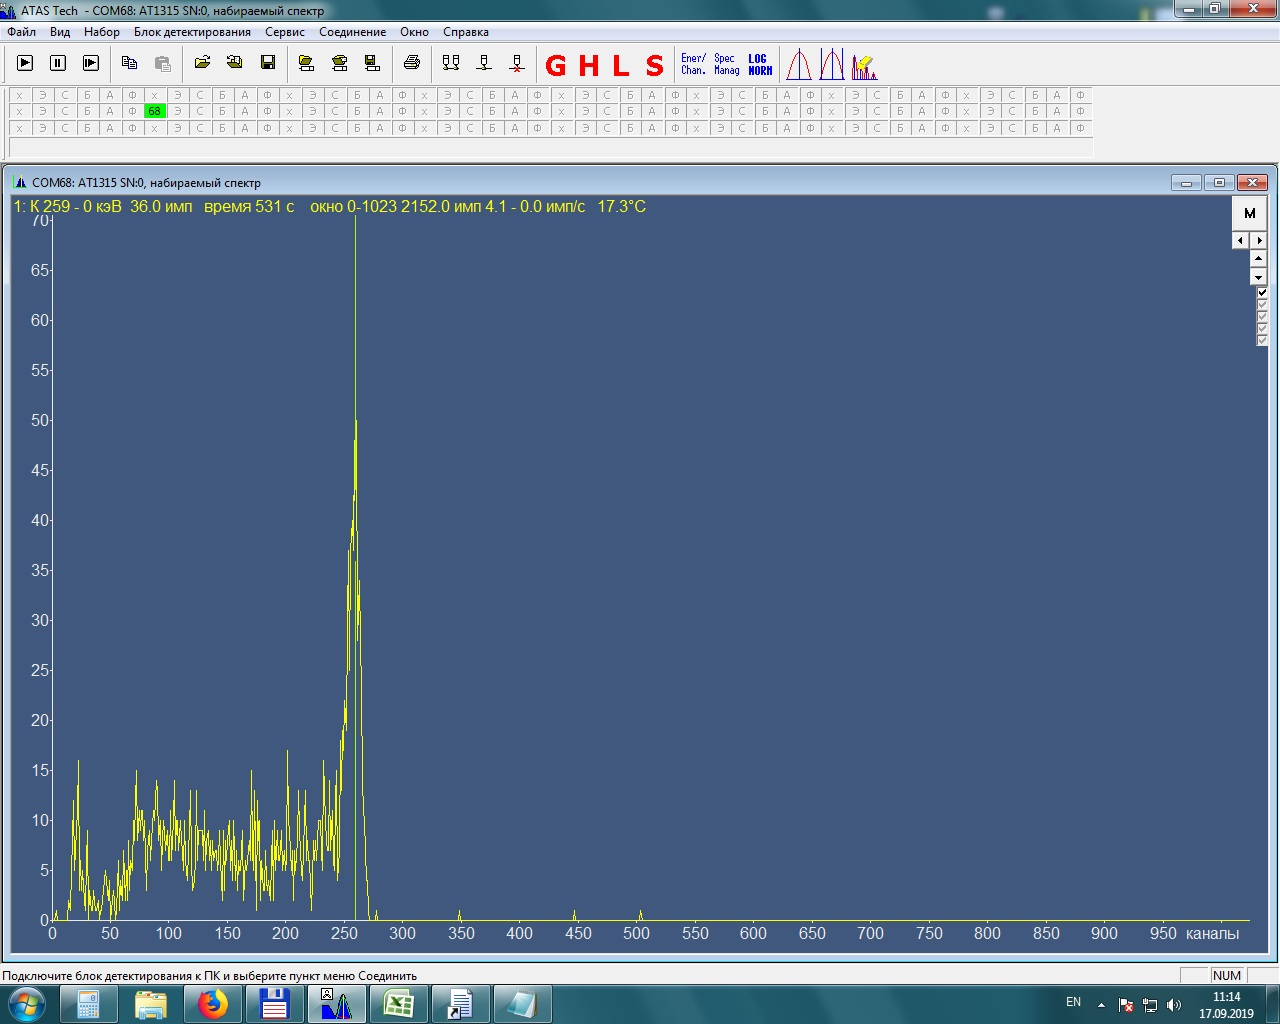 ATAS Tech - COM68: AT1315 SN:0, набираемый спектр
Файл Вид Набор Блок детектирования Сервис Соединение Окно Справка
G H L S Ener/ Chan. Spec Manag LOG NORM
х Э С Б А Ф х Э С Б А Ф х Э С Б А Ф х Э С Б А Ф х Э С Б А Ф х Э С Б А Ф х Э С Б А Ф х Э С Б А Ф
х Э С Б А Ф 68 Э С Б А Ф х Э С Б А Ф х Э С Б А Ф х Э С Б А Ф х Э С Б А Ф х Э С Б А Ф х Э С Б А Ф
х Э С Б А Ф х Э С Б А Ф х Э С Б А Ф х Э С Б А Ф х Э С Б А Ф х Э С Б А Ф х Э С Б А Ф х Э С Б А Ф
COM68: AT1315 SN:0, набираемый спектр
1: К 259 - 0 кэВ 36.0 имп время 531 с окно 0-1023 2152.0 имп 4.1 - 0.0 имп/с 17.3°C
M
70
65
60
55
50
45
40
35
30
25
20
15
10
5
0
0 50 100 150 200 250 300 350 400 450 500 550 600 650 700 750 800 850 900 950 каналы
Подключите блок детектирования к ПК и выберите пункт меню Соединить
NUM
EN
11:14
17.09.2019